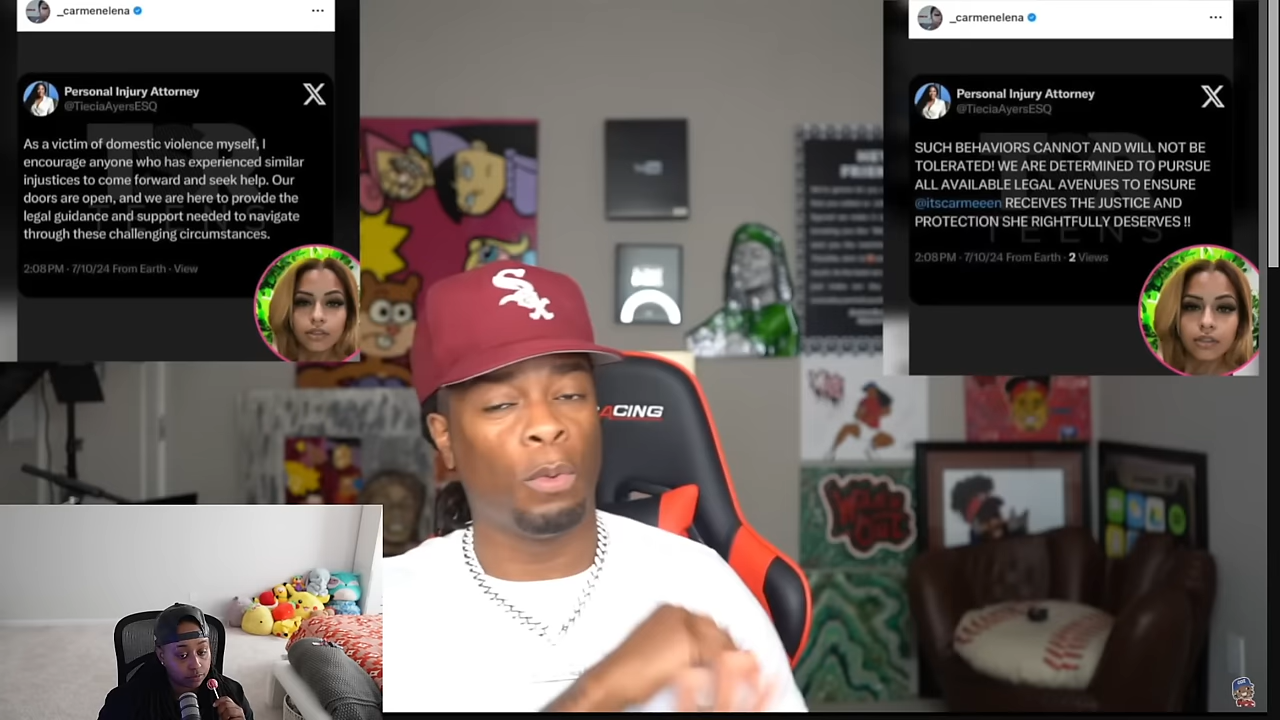 _carmenelena
Personal Injury Attorney
@TieciaAyersESQ
As a victim of domestic violence myself, I
encourage anyone who has experienced similar
injustices to come forward and seek help. Our
doors are open, and we are here to provide the
legal guidance and support needed to navigate
through these challenging circumstances.
2:08 PM · 7/10/24 From Earth · View
_carmenelena
Personal Injury Attorney
@TieciaAyersESQ
SUCH BEHAVIORS CANNOT AND WILL NOT BE
TOLERATED! WE ARE DETERMINED TO PURSUE
ALL AVAILABLE LEGAL AVENUES TO ENSURE
@itscarmeeen RECEIVES THE JUSTICE AND
PROTECTION SHE RIGHTFULLY DESERVES !!
TEENS
2:08 PM · 7/10/24 From Earth · 2 Views
Sox
RACING